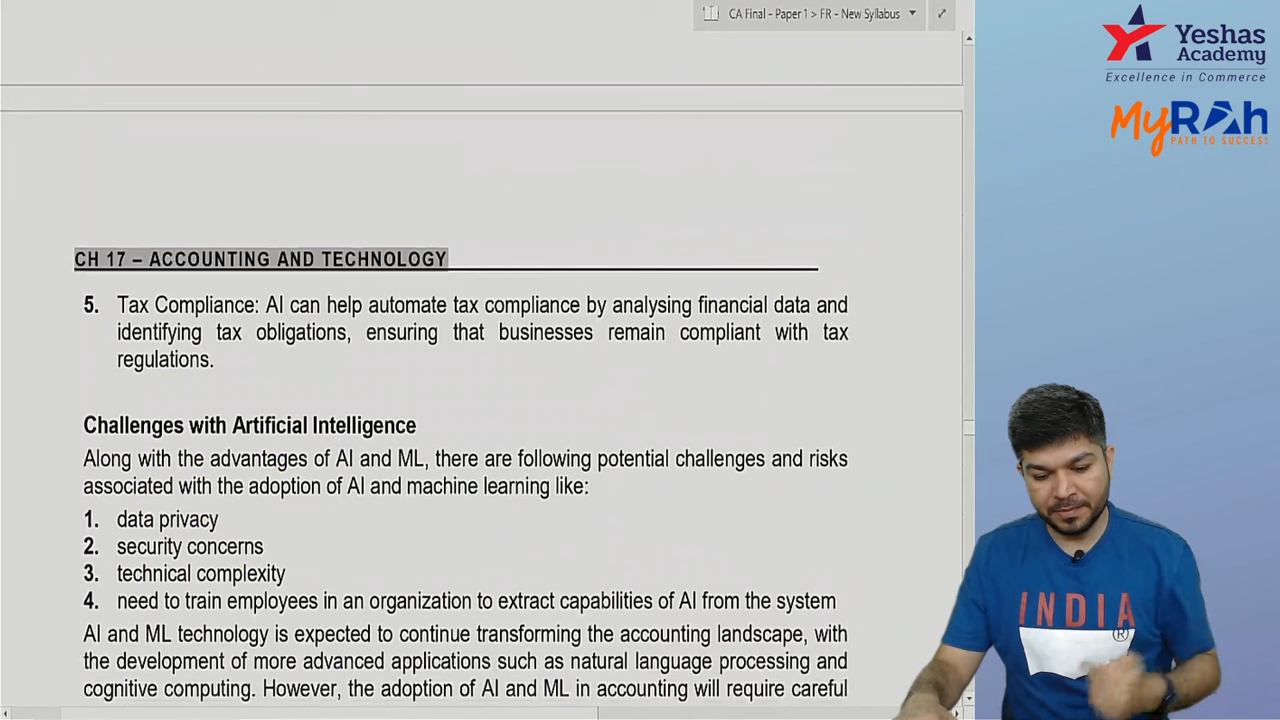 CA Final - Paper 1 > FR - New Syllabus
Yeshas
Academy
Excellence in Commerce
MyRAh
PATH TO SUCCESS
CH 17 – ACCOUNTING AND TECHNOLOGY
5. Tax Compliance: AI can help automate tax compliance by analysing financial data and
identifying tax obligations, ensuring that businesses remain compliant with tax
regulations.
Challenges with Artificial Intelligence
Along with the advantages of AI and ML, there are following potential challenges and risks
associated with the adoption of AI and machine learning like:
1. data privacy
2. security concerns
3. technical complexity
4. need to train employees in an organization to extract capabilities of AI from the system
AI and ML technology is expected to continue transforming the accounting landscape, with
the development of more advanced applications such as natural language processing and
cognitive computing. However, the adoption of AI and ML in accounting will require careful
INDIA
®